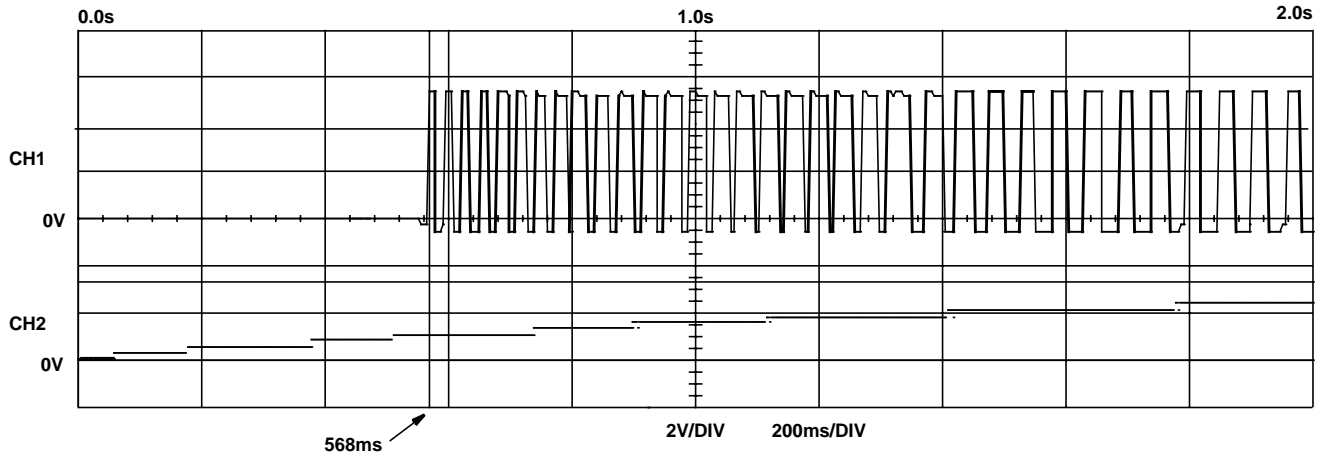 0.0s 1.0s 2.0s
CH1
0V
CH2
0V
568ms 2V/DIV 200ms/DIV